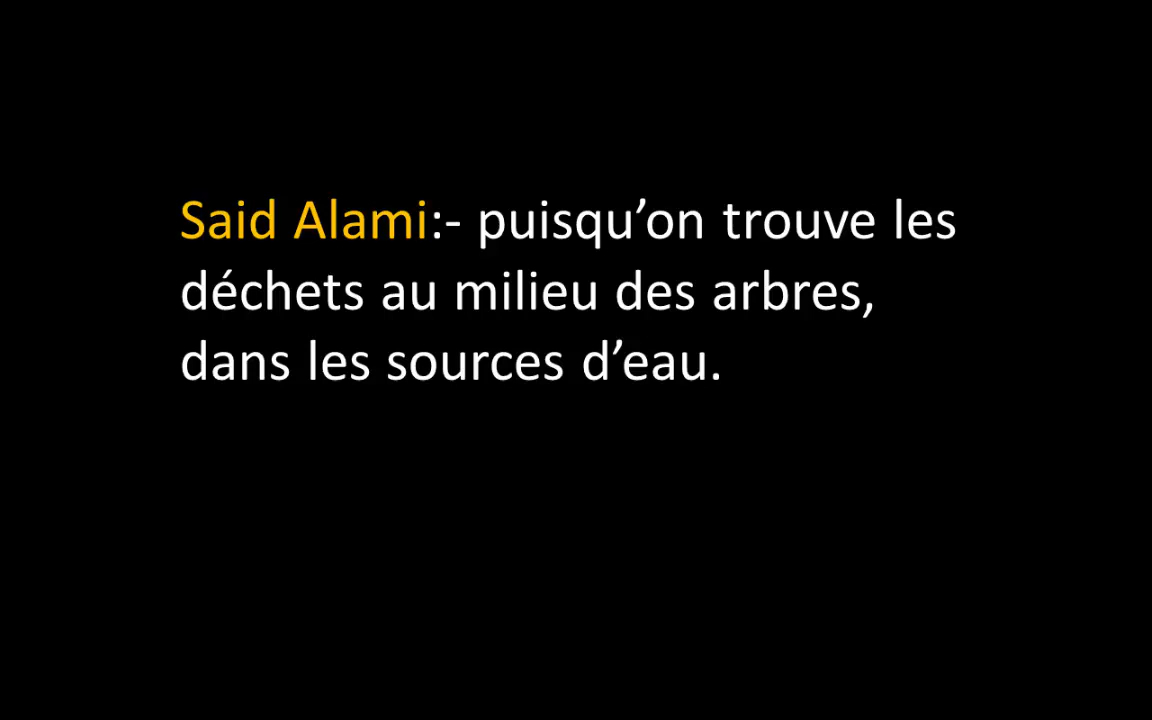 Said Alami:- puisqu’on trouve les
déchets au milieu des arbres,
dans les sources d’eau.